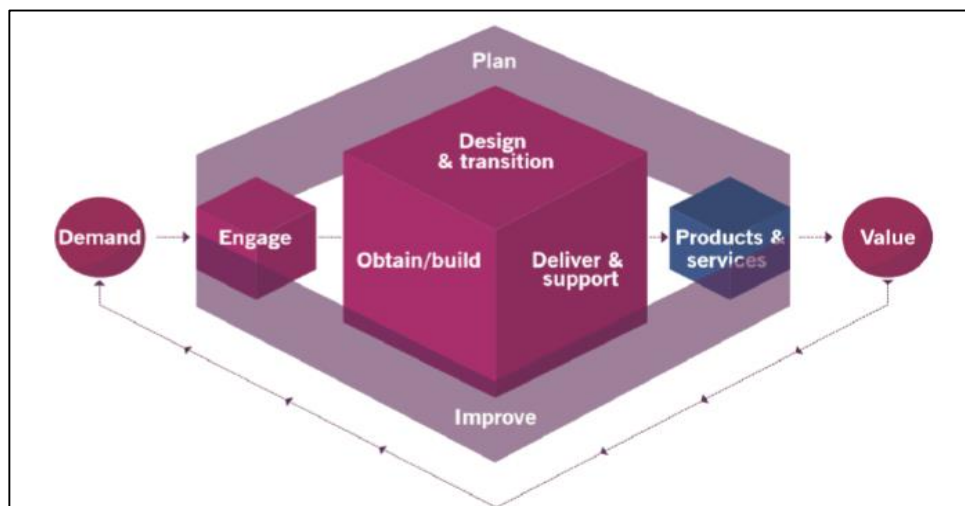 Plan
Design
& transition
Demand
Engage
Obtain/build
Deliver &
support
Products &
services
Value
Improve